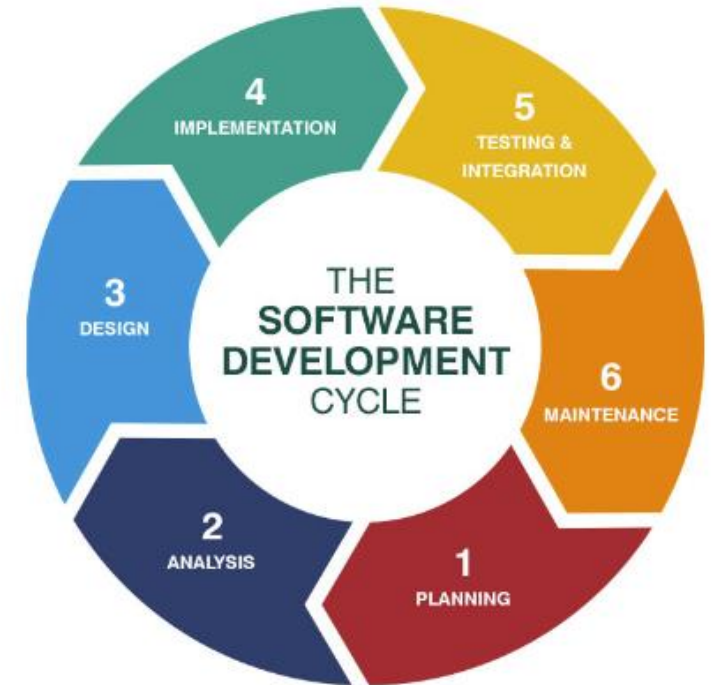 THE
SOFTWARE
DEVELOPMENT
CYCLE
1
PLANNING
2
ANALYSIS
3
DESIGN
4
IMPLEMENTATION
5
TESTING &
INTEGRATION
6
MAINTENANCE